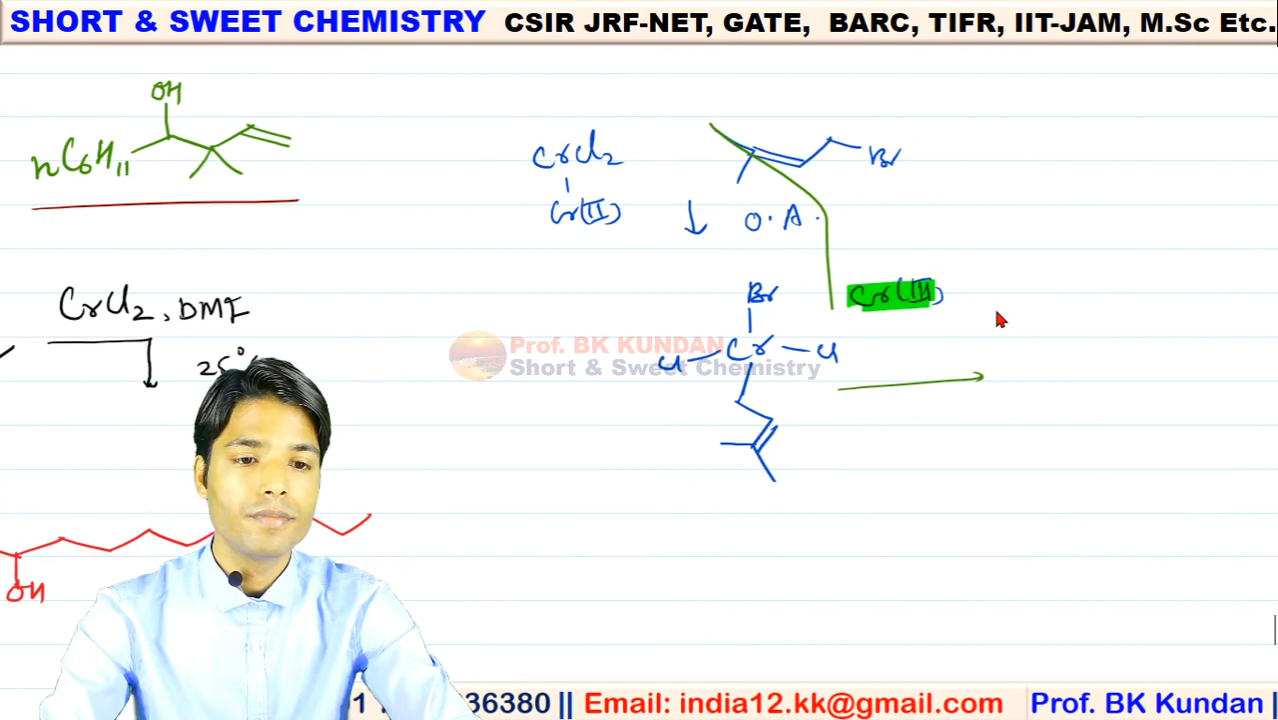 SHORT & SWEET CHEMISTRY CSIR JRF-NET, GATE, BARC, TIFR, IIT-JAM, M.Sc Etc.
OH
nC6H11
CrCl2
Cr(II)
Br
↓ O.A.
Br
Cr(III)
CrCl2, DMF
25°
Cl—Cr—Cl
Prof. BK KUNDAN
Short & Sweet Chemistry
OH
36380 || Email: india12.kk@gmail.com Prof. BK Kundan |